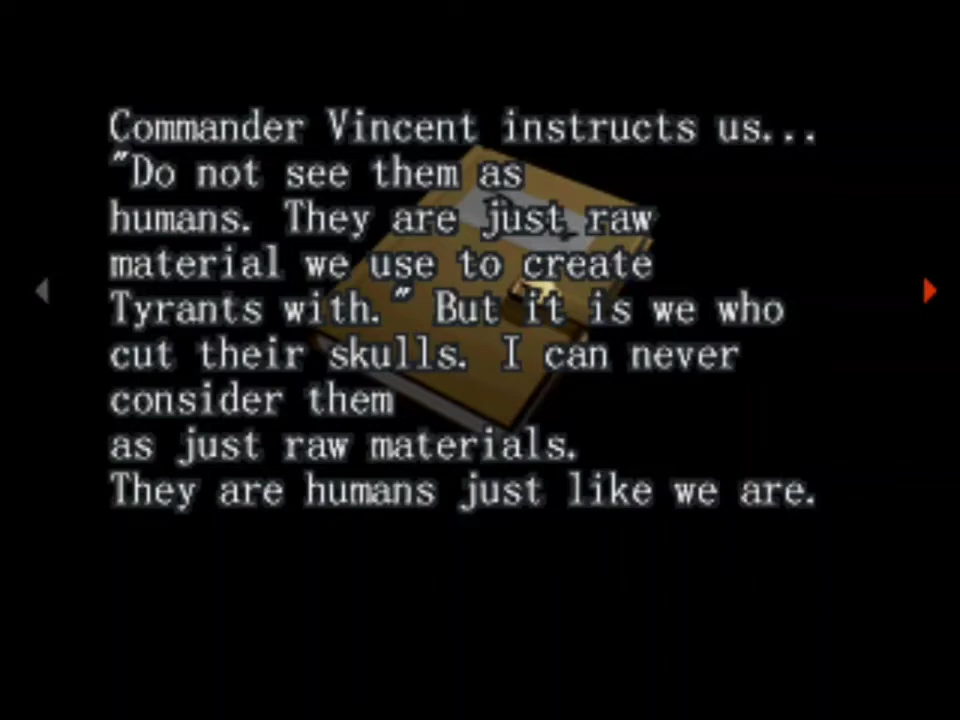 Commander Vincent instructs us...
"Do not see them as
humans. They are just raw
material we use to create
Tyrants with." But it is we who
cut their skulls. I can never
consider them
as just raw materials.
They are humans just like we are.